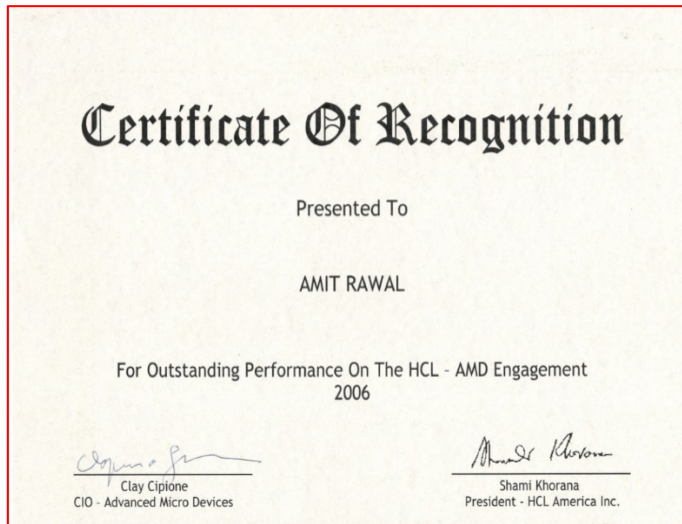 Certificate Of Recognition
Presented To
AMIT RAWAL
For Outstanding Performance On The HCL - AMD Engagement
2006
Clay Cipione
CIO - Advanced Micro Devices
Shami Khorana
President - HCL America Inc.